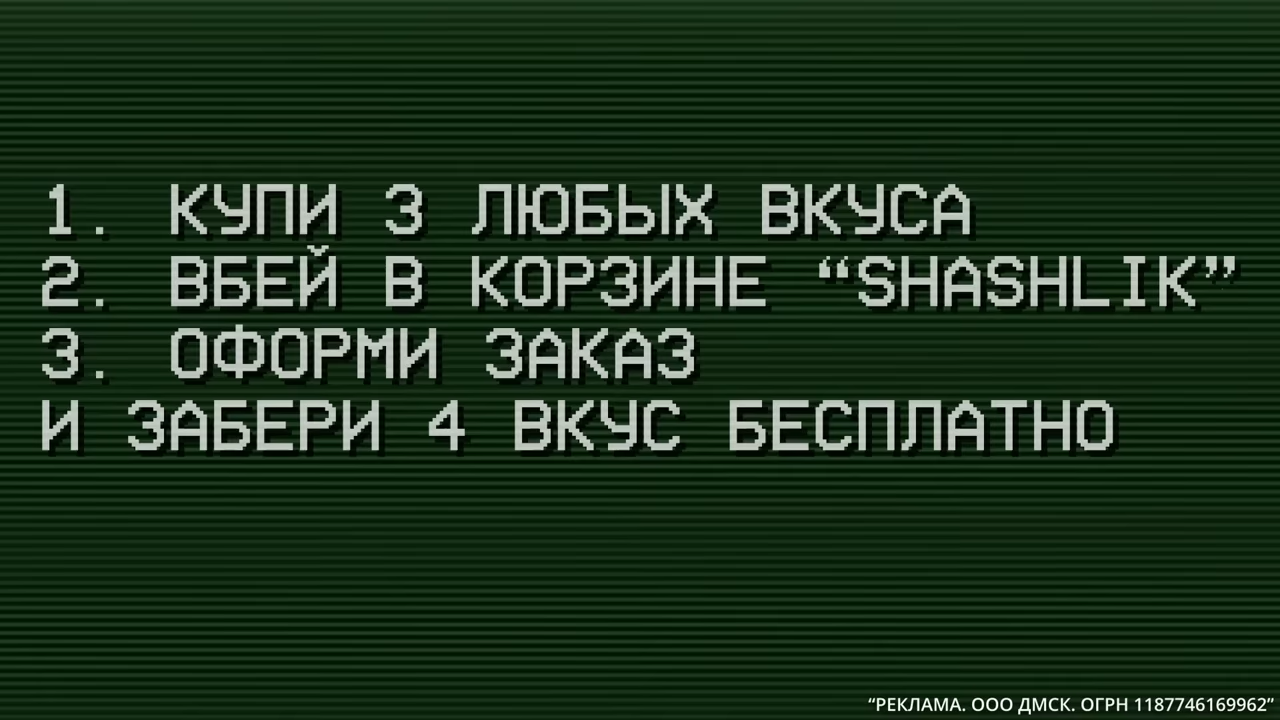 1. КУПИ 3 ЛЮБЫХ ВКУСА
2. ВБЕЙ В КОРЗИНЕ “SHASHLIK”
3. ОФОРМИ ЗАКАЗ
И ЗАБЕРИ 4 ВКУС БЕСПЛАТНО
“РЕКЛАМА. ООО ДМСК. ОГРН 1187746169962”